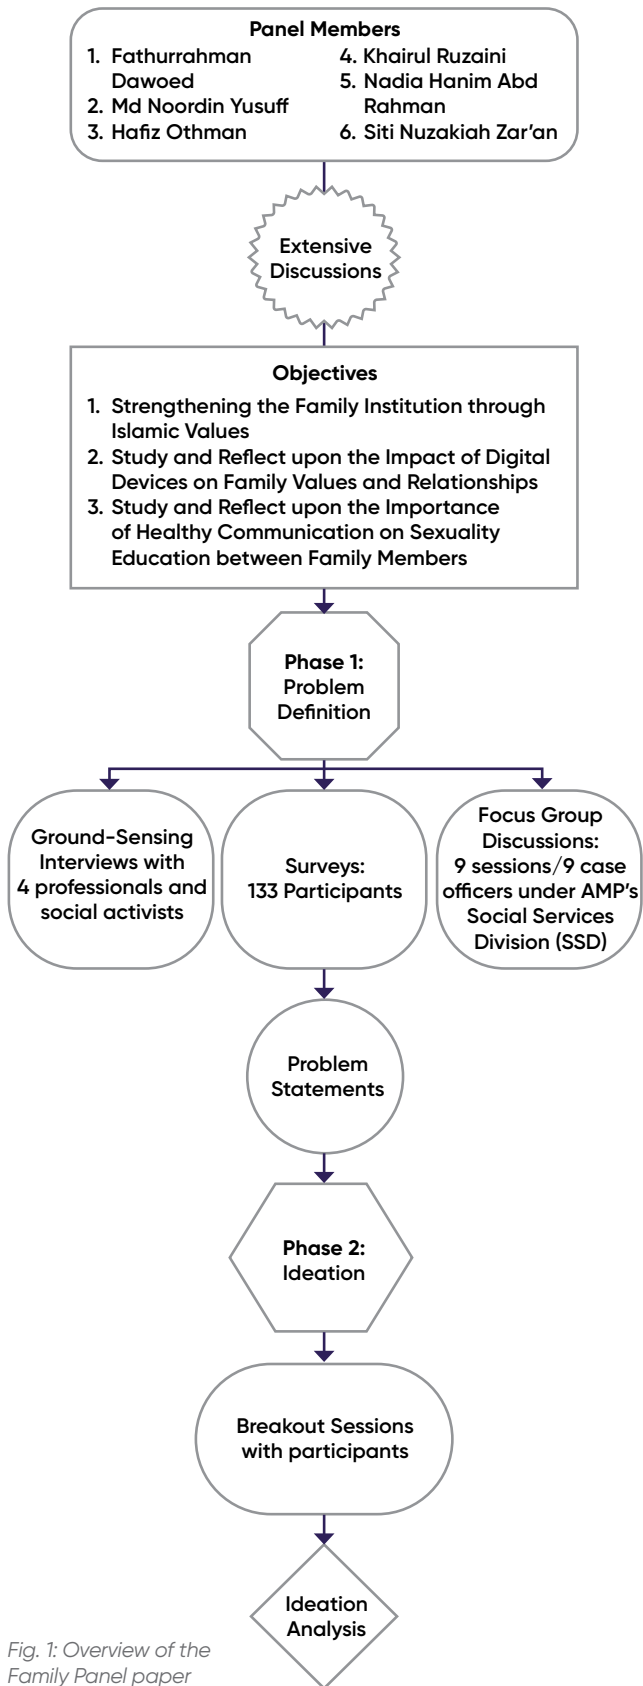 Panel Members
1. Fathurrahman
Dawoed
2. Md Noordin Yusuff
3. Hafiz Othman
4. Khairul Ruzaini
5. Nadia Hanim Abd
Rahman
6. Siti Nuzakiah Zar'an
Extensive
Discussions
Objectives
1. Strengthening the Family Institution through
Islamic Values
2. Study and Reflect upon the Impact of Digital
Devices on Family Values and Relationships
3. Study and Reflect upon the Importance
of Healthy Communication on Sexuality
Education between Family Members
Phase 1:
Problem
Definition
Ground-Sensing
Interviews with
4 professionals and
social activists
Surveys:
133 Participants
Focus Group
Discussions:
9 sessions/9 case
officers under AMP's
Social Services
Division (SSD)
Problem
Statements
Phase 2:
Ideation
Breakout Sessions
with participants
Ideation
Analysis
Fig. 1: Overview of the
Family Panel paper